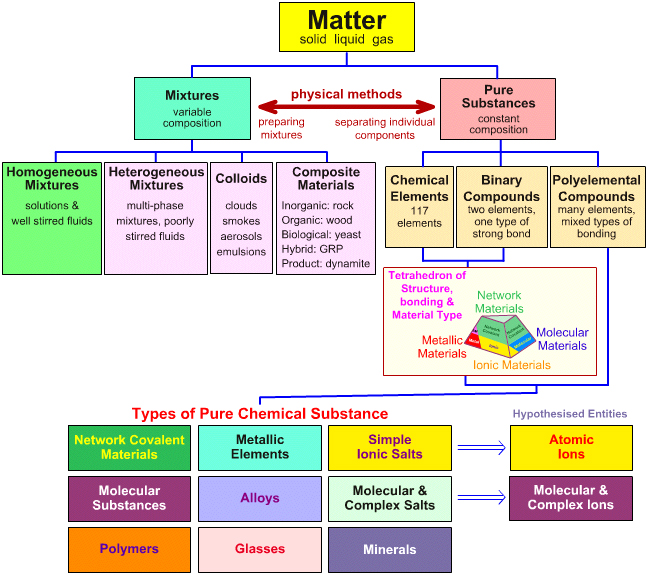 Matter
solid liquid gas
Mixtures
variable
composition
physical methods
preparing
mixtures
separating individual
components
Pure
Substances
constant
composition
Homogeneous
Mixtures
solutions &
well stirred fluids
Heterogeneous
Mixtures
multi-phase
mixtures, poorly
stirred fluids
Colloids
clouds
smokes
aerosols
emulsions
Composite
Materials
Inorganic: rock
Organic: wood
Biological: yeast
Hybrid: GRP
Product: dynamite
Chemical
Elements
117
elements
Binary
Compounds
two elements,
one type of
strong bond
Polyelemental
Compounds
many elements,
mixed types of
bonding
Tetrahedron of
Structure,
bonding &
Material Type
Network
Materials
Metallic
Materials
Molecular
Materials
Ionic Materials
Types of Pure Chemical Substance
Hypothesised Entities
Network Covalent
Materials
Metallic
Elements
Simple
Ionic Salts
Atomic
Ions
Molecular
Substances
Alloys
Molecular &
Complex Salts
Molecular &
Complex Ions
Polymers
Glasses
Minerals